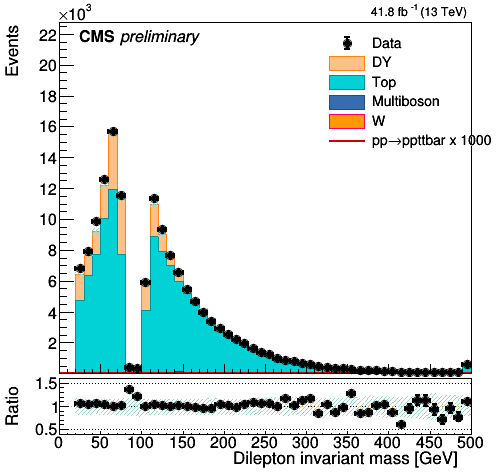 ×10³
41.8 fb⁻¹ (13 TeV)
CMS preliminary
Events
22
20
18
16
14
12
10
8
6
4
2
Data
DY
Top
Multiboson
W
pp→ppttbar x 1000
Ratio
1.5
1
0.5
0 50 100 150 200 250 300 350 400 450 500
Dilepton invariant mass [GeV]